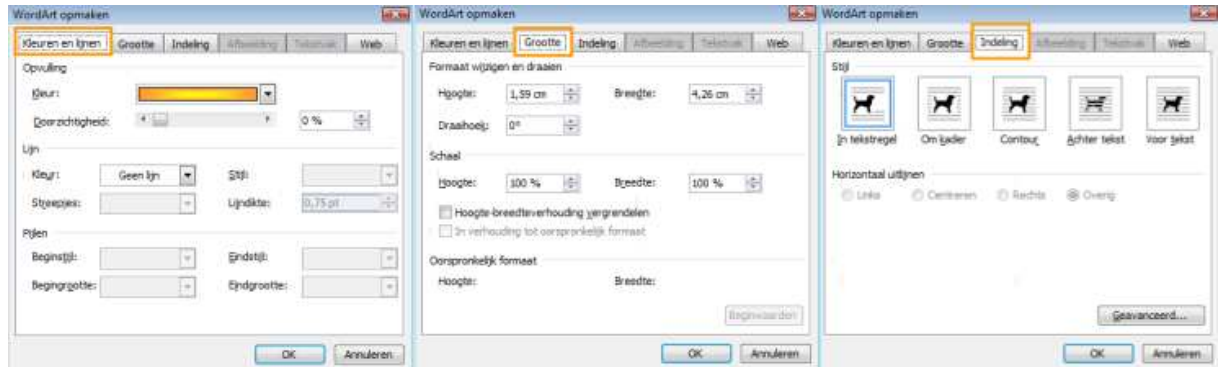 WordArt opmaken
Kleuren en lijnen Grootte Indeling Afbeelding Tekstvak Web
Opvulling
Kleur:
Doorzichtigheid: 0 %
Lijn
Kleur: Geen lijn Stijl:
Streepjes: Lijndikte: 0,75 pt
Pijlen
Beginstijl: Eindstijl:
Begingrootte: Eindgrootte:
OK Annuleren
WordArt opmaken
Kleuren en lijnen Grootte Indeling Afbeelding Tekstvak Web
Formaat wijzigen en draaien
Hoogte: 1,59 cm Breedte: 4,26 cm
Draaihoek: 0°
Schaal
Hoogte: 100 % Breedte: 100 %
Hoogte-breedteverhouding vergrendelen
In verhouding tot oorspronkelijk formaat
Oorspronkelijk formaat
Hoogte: Breedte:
Beginwaarden
OK Annuleren
WordArt opmaken
Kleuren en lijnen Grootte Indeling Afbeelding Tekstvak Web
Stijl
In tekstregel Om kader Contour Achter tekst Voor tekst
Horizontaal uitlijnen
Links Centreren Rechts Overig
Geavanceerd...
OK Annuleren